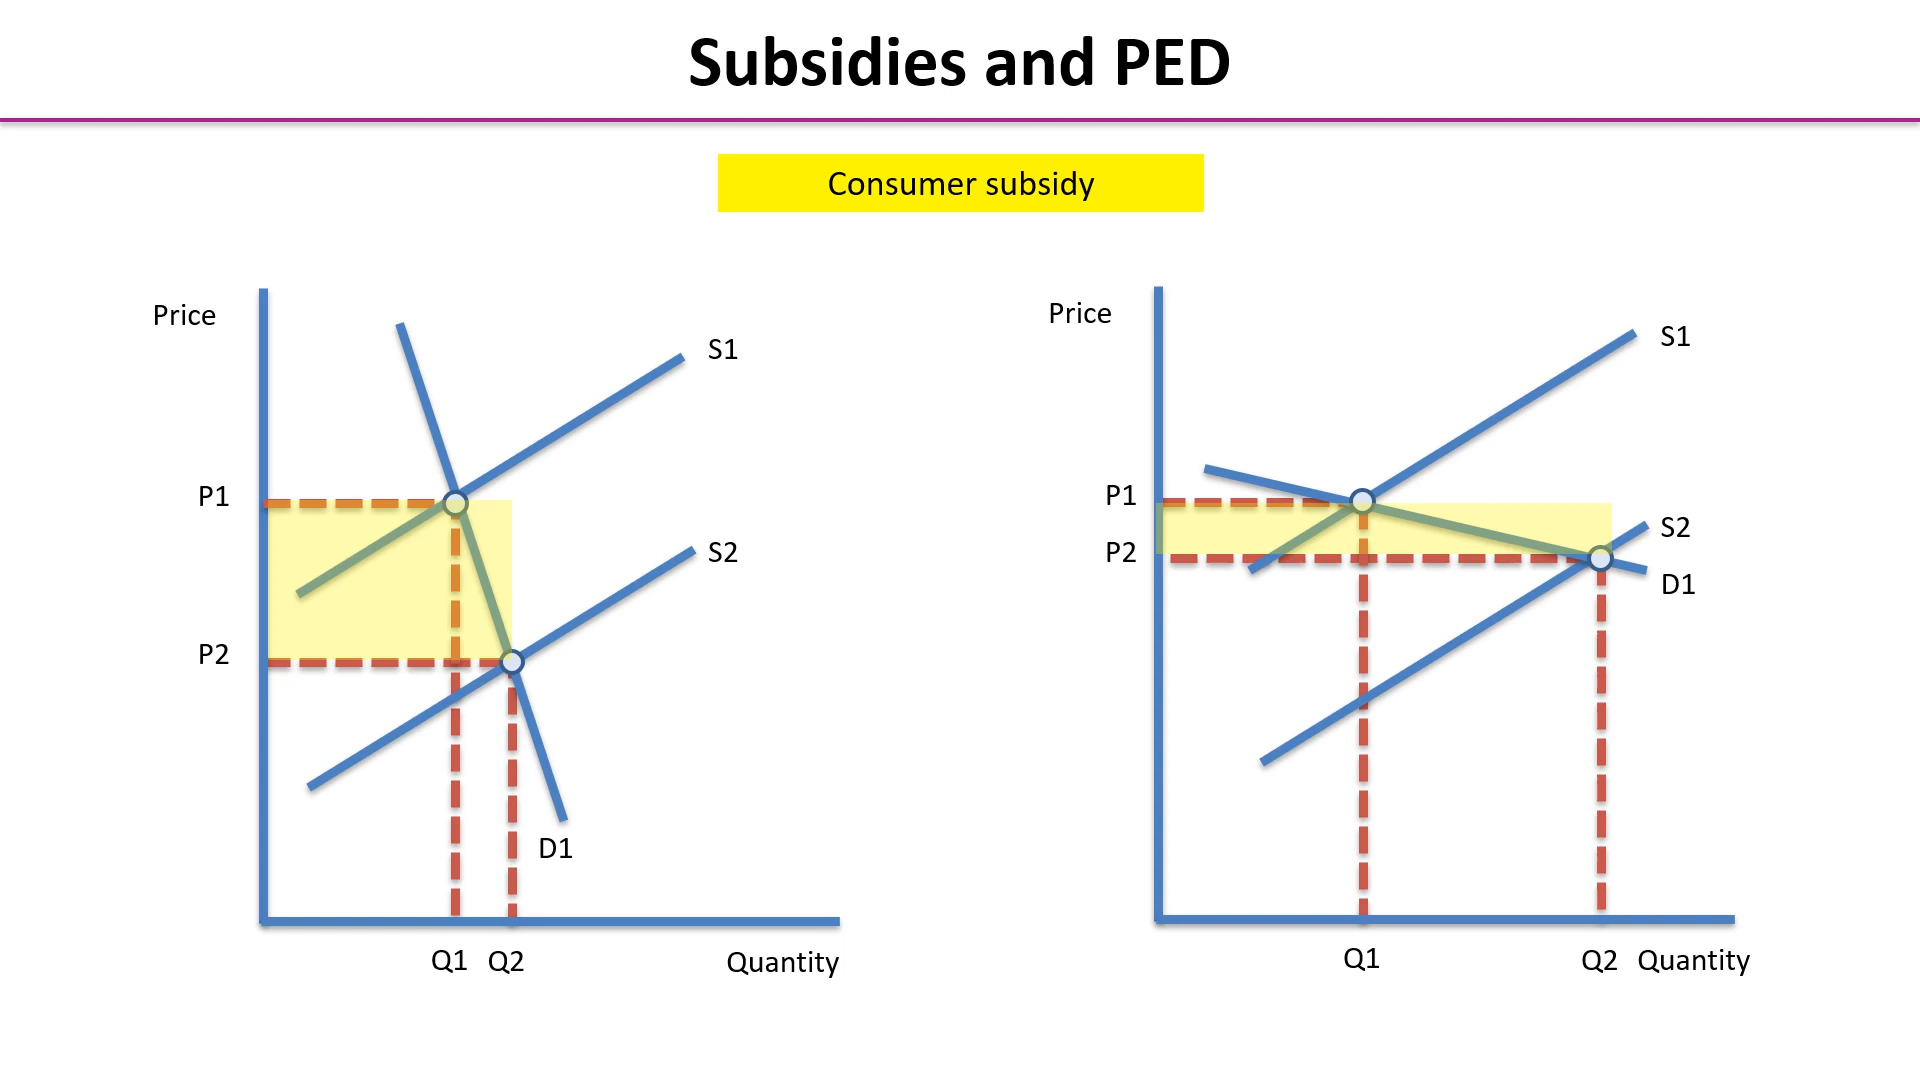 Subsidies and PED
Consumer subsidy
Price
S1
P1
S2
P2
D1
Q1
Q2
Quantity
Price
S1
P1
S2
P2
D1
Q1
Q2
Quantity